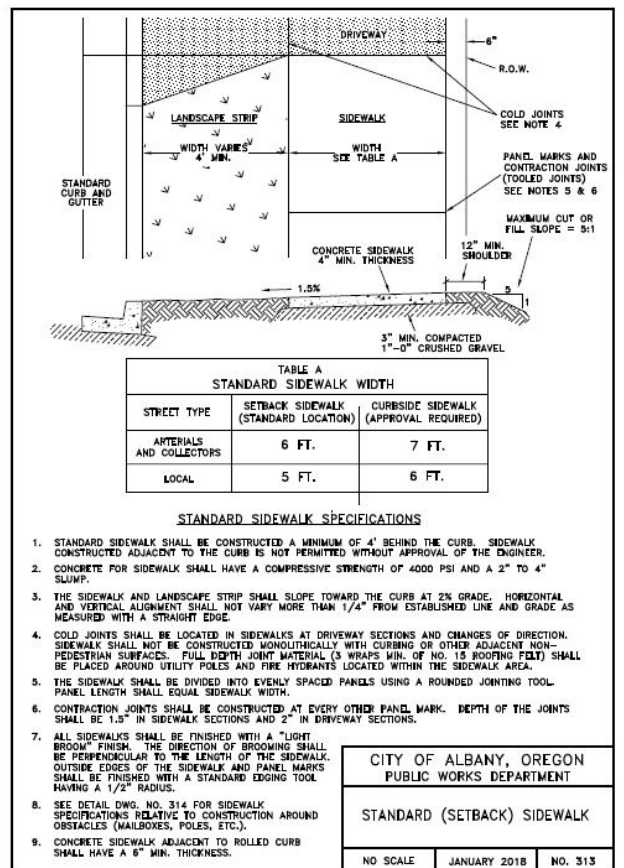 DRIVEWAY
6"
R.O.W.
LANDSCAPE STRIP
SIDEWALK
COLD JOINTS
SEE NOTE 4
WIDTH VARIES
4' MIN.
WIDTH
SEE TABLE A
STANDARD
CURB AND
GUTTER
PANEL MARKS AND
CONTRACTION JOINTS
(TOOLED JOINTS)
SEE NOTES 5 & 6
MAXIMUM CUT OR
FILL SLOPE = 5:1
CONCRETE SIDEWALK
4" MIN. THICKNESS
12" MIN.
SHOULDER
1.5%
5
1
3" MIN. COMPACTED
1"-0" CRUSHED GRAVEL
TABLE A
STANDARD SIDEWALK WIDTH
STREET TYPE
SETBACK SIDEWALK
(STANDARD LOCATION)
CURBSIDE SIDEWALK
(APPROVAL REQUIRED)
ARTERIALS
AND COLLECTORS
6 FT.
7 FT.
LOCAL
5 FT.
6 FT.
STANDARD SIDEWALK SPECIFICATIONS
1. STANDARD SIDEWALK SHALL BE CONSTRUCTED A MINIMUM OF 4' BEHIND THE CURB. SIDEWALK
CONSTRUCTED ADJACENT TO THE CURB IS NOT PERMITTED WITHOUT APPROVAL OF THE ENGINEER.
2. CONCRETE FOR SIDEWALK SHALL HAVE A COMPRESSIVE STRENGTH OF 4000 PSI AND A 2" TO 4"
SLUMP.
3. THE SIDEWALK AND LANDSCAPE STRIP SHALL SLOPE TOWARD THE CURB AT 2% GRADE. HORIZONTAL
AND VERTICAL ALIGNMENT SHALL NOT VARY MORE THAN 1/4" FROM ESTABLISHED LINE AND GRADE AS
MEASURED WITH A STRAIGHT EDGE.
4. COLD JOINTS SHALL BE LOCATED IN SIDEWALKS AT DRIVEWAY SECTIONS AND CHANGES OF DIRECTION.
SIDEWALK SHALL NOT BE CONSTRUCTED MONOLITHICALLY WITH CURBING OR OTHER ADJACENT NON-
PEDESTRIAN SURFACES. FULL DEPTH JOINT MATERIAL (3 WRAPS MIN. OF NO. 15 ROOFING FELT) SHALL
BE PLACED AROUND UTILITY POLES AND FIRE HYDRANTS LOCATED WITHIN THE SIDEWALK AREA.
5. THE SIDEWALK SHALL BE DIVIDED INTO EVENLY SPACED PANELS USING A ROUNDED JOINTING TOOL.
PANEL LENGTH SHALL EQUAL SIDEWALK WIDTH.
6. CONTRACTION JOINTS SHALL BE CONSTRUCTED AT EVERY OTHER PANEL MARK. DEPTH OF THE JOINTS
SHALL BE 1.5" IN SIDEWALK SECTIONS AND 2" IN DRIVEWAY SECTIONS.
7. ALL SIDEWALKS SHALL BE FINISHED WITH A "LIGHT
BROOM" FINISH. THE DIRECTION OF BROOMING SHALL
BE PERPENDICULAR TO THE LENGTH OF THE SIDEWALK.
OUTSIDE EDGES OF THE SIDEWALK AND PANEL MARKS
SHALL BE FINISHED WITH A STANDARD EDGING TOOL
HAVING A 1/2" RADIUS.
8. SEE DETAIL DWG. NO. 314 FOR SIDEWALK
SPECIFICATIONS RELATIVE TO CONSTRUCTION AROUND
OBSTACLES (MAILBOXES, POLES, ETC.).
9. CONCRETE SIDEWALK ADJACENT TO ROLLED CURB
SHALL HAVE A 6" MIN. THICKNESS.
CITY OF ALBANY, OREGON
PUBLIC WORKS DEPARTMENT
STANDARD (SETBACK) SIDEWALK
NO SCALE
JANUARY 2018
NO. 313